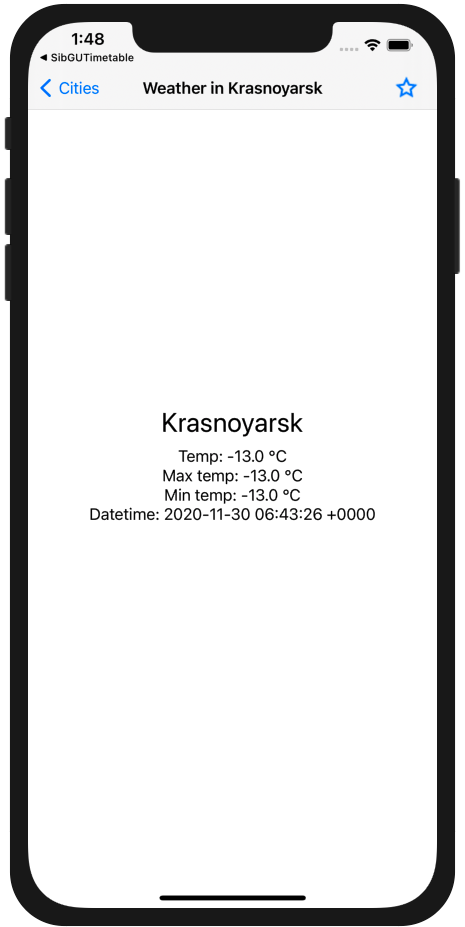 1:48
◀ SibGUTimetable
Cities
Weather in Krasnoyarsk
Krasnoyarsk
Temp: -13.0 °C
Max temp: -13.0 °C
Min temp: -13.0 °C
Datetime: 2020-11-30 06:43:26 +0000